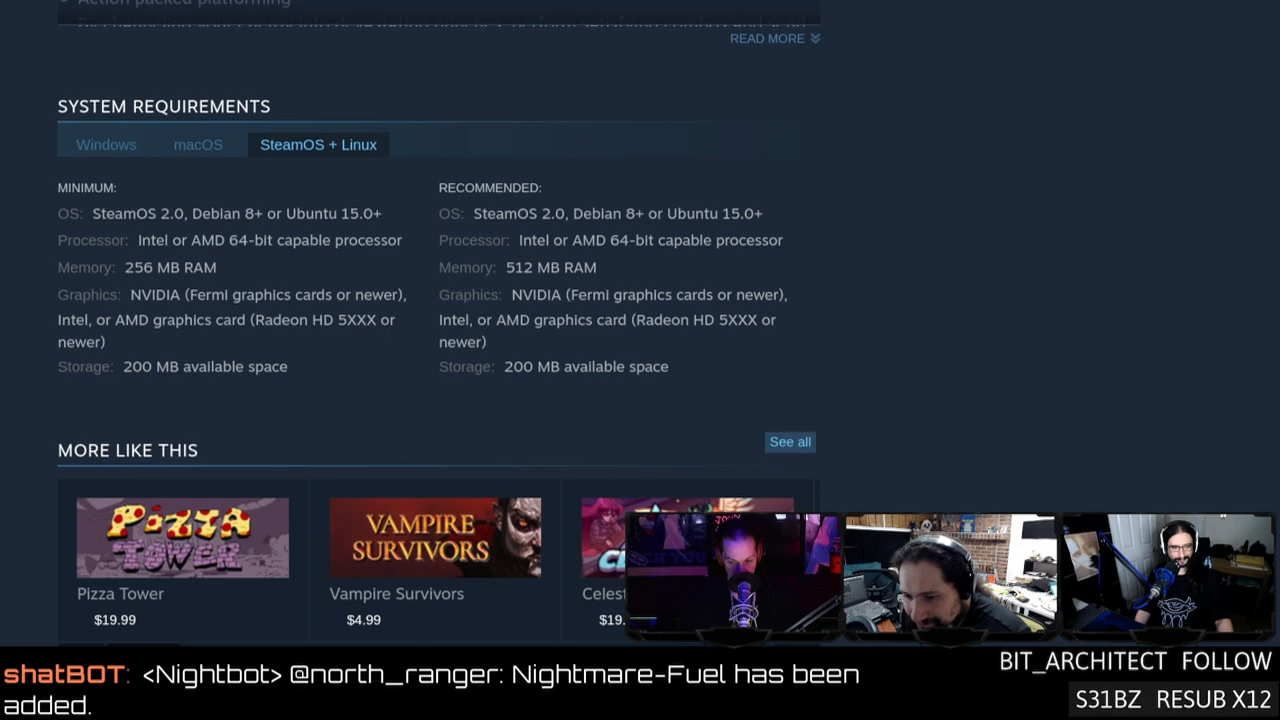 Action packed platforming
READ MORE
SYSTEM REQUIREMENTS
Windows macOS SteamOS + Linux
MINIMUM:
OS: SteamOS 2.0, Debian 8+ or Ubuntu 15.0+
Processor: Intel or AMD 64-bit capable processor
Memory: 256 MB RAM
Graphics: NVIDIA (Fermi graphics cards or newer),
Intel, or AMD graphics card (Radeon HD 5XXX or
newer)
Storage: 200 MB available space
RECOMMENDED:
OS: SteamOS 2.0, Debian 8+ or Ubuntu 15.0+
Processor: Intel or AMD 64-bit capable processor
Memory: 512 MB RAM
Graphics: NVIDIA (Fermi graphics cards or newer),
Intel, or AMD graphics card (Radeon HD 5XXX or
newer)
Storage: 200 MB available space
MORE LIKE THIS
See all
PIZZA
TOWER
Pizza Tower
$19.99
VAMPIRE
SURVIVORS
Vampire Survivors
$4.99
Celest
$19.
shatBOT: <Nightbot> @north_ranger: Nightmare-Fuel has been
added.
BIT_ARCHITECT FOLLOW
S31BZ RESUB X12